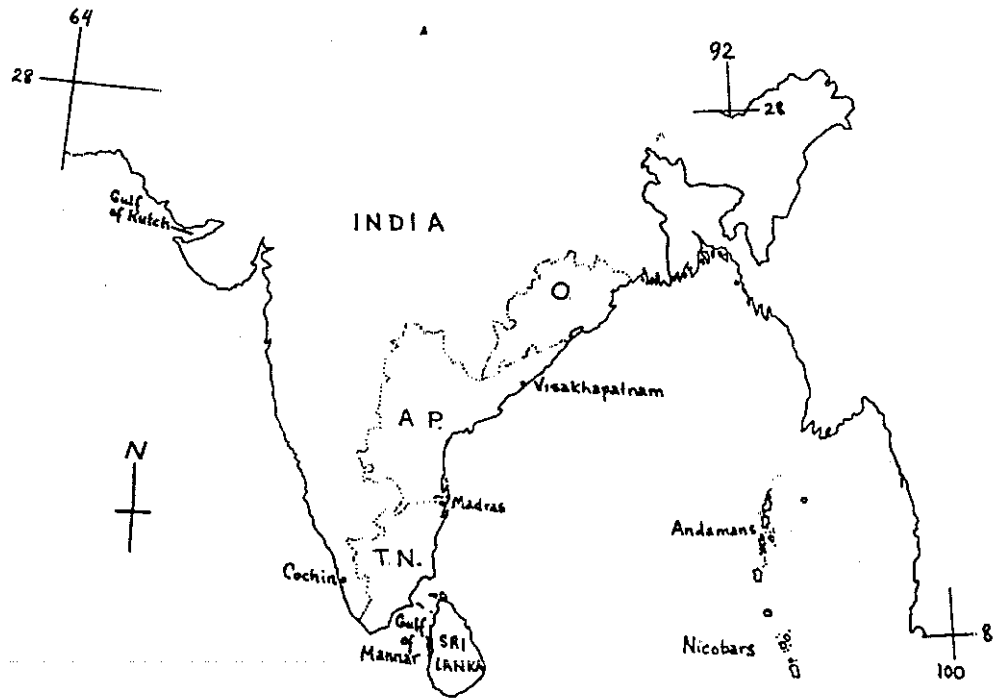 64
28
92
28
Gulf
of Kutch
INDIA
O.
Visakhapatnam
A P.
N
Madras
Andamans
T.N.
Cochin
Gulf
of
Mannar
SRI
LANKA
Nicobars
8
100